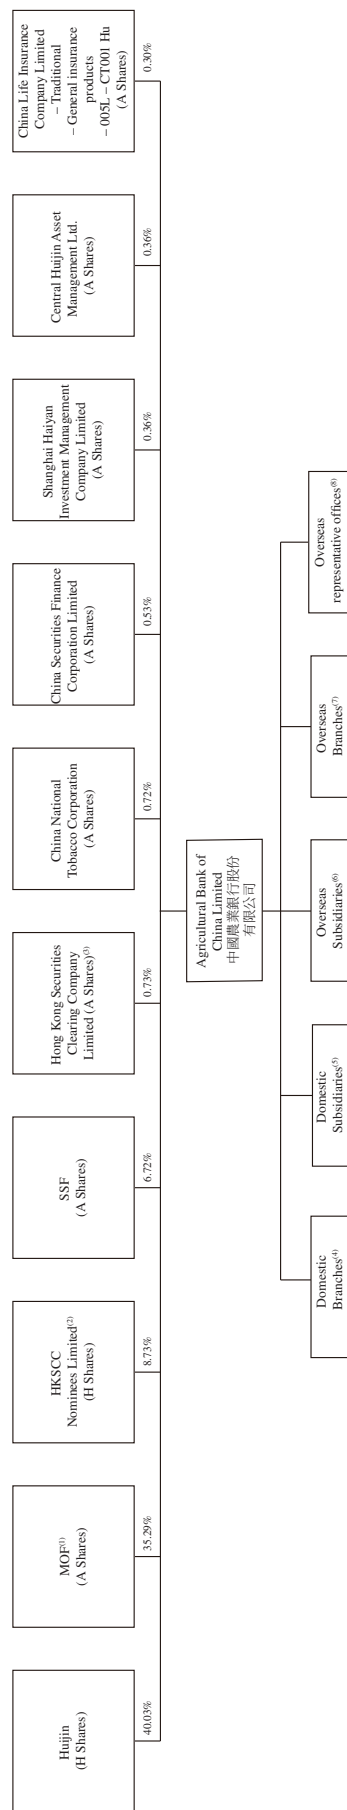 Huijin
(H Shares)
40.03%
MOF(1)
(A Shares)
35.29%
HKSCC
Nominees Limited(2)
(H Shares)
8.73%
SSF
(A Shares)
6.72%
Hong Kong Securities
Clearing Company
Limited (A Shares)(3)
0.73%
China National
Tobacco Corporation
(A Shares)
0.72%
China Securities Finance
Corporation Limited
(A Shares)
0.53%
Shanghai Haiyan
Investment Management
Company Limited
(A Shares)
0.36%
Central Huijin Asset
Management Ltd.
(A Shares)
0.36%
China Life Insurance
Company Limited
– Traditional
– General insurance
products
– 005L – CT001 Hu
(A Shares)
0.30%
Agricultural Bank of
China Limited
中國農業銀行股份
有限公司
Domestic
Branches(4)
Domestic
Subsidiaries(5)
Overseas
Subsidiaries(6)
Overseas
Branches(7)
Overseas
representative offices(8)